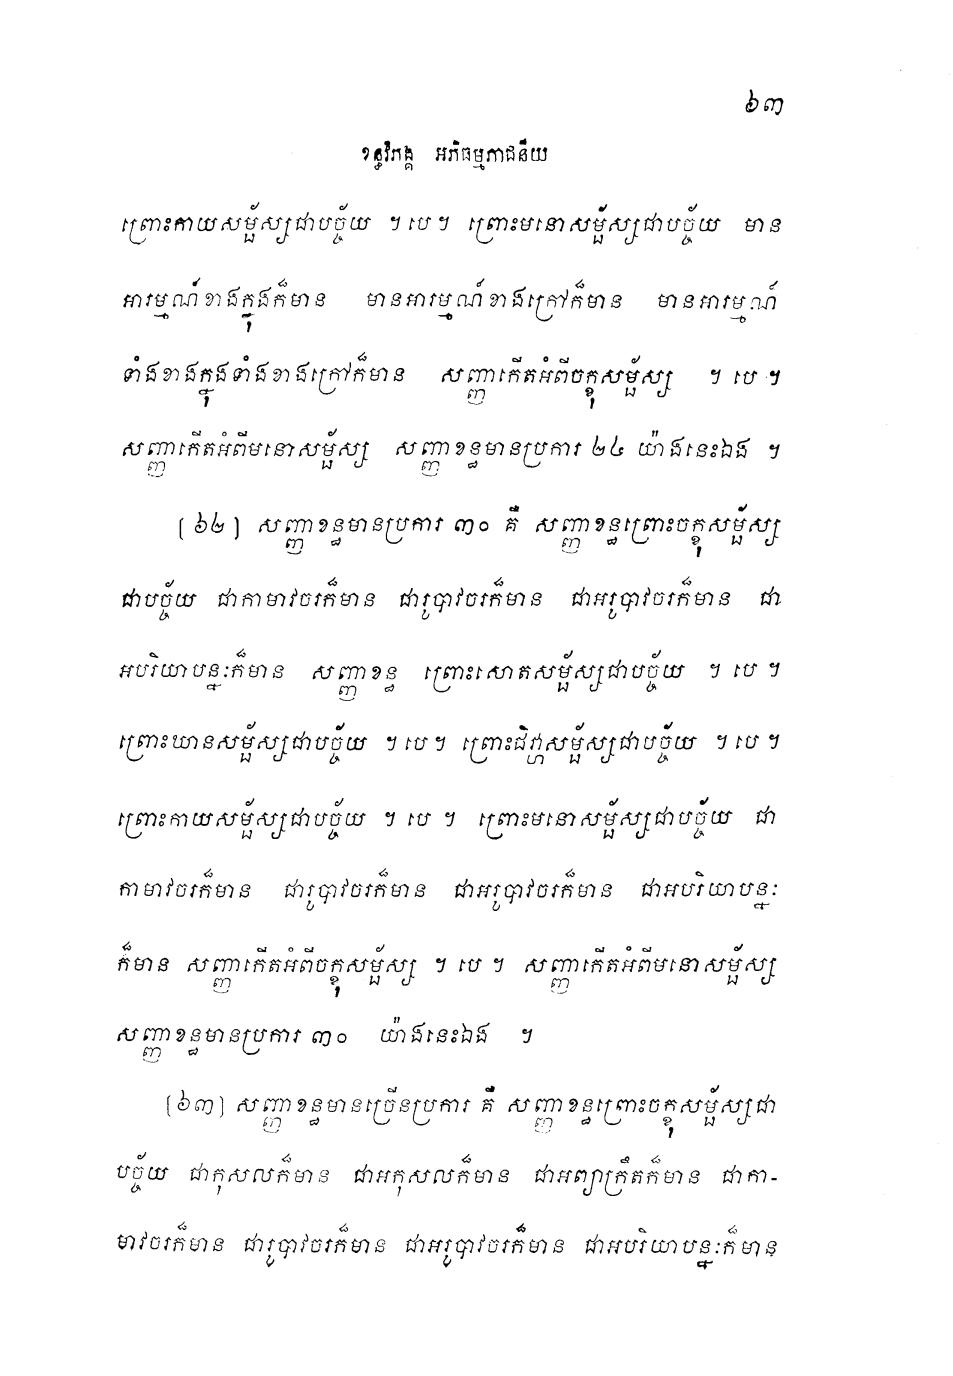 ៦៣
ខន្ធវិភង្គ អភិធម្មភាជនីយ
ព្រោះកាយសម្ផ័ស្សជាបច្ច័យ ។ បេ ។ ព្រោះមនោសម្ផ័ស្សជាបច្ច័យ មាន
អារម្មណ៍ខាងក្នុងក៏មាន មានអារម្មណ៍ខាងក្រៅក៏មាន មានអារម្មណ៍
ទាំងខាងក្នុងទាំងខាងក្រៅក៏មាន សញ្ញាកើតអំពីចក្ខុសម្ផ័ស្ស ។ បេ ។
សញ្ញាកើតអំពីមនោសម្ផ័ស្ស សញ្ញាខន្ធមានប្រការ ២៤ យ៉ាងនេះឯង ។
(៦២) សញ្ញាខន្ធមានប្រការ ៣០ គឺ សញ្ញាខន្ធព្រោះចក្ខុសម្ផ័ស្ស
ជាបច្ច័យ ជាកាមាវចរក៏មាន ជារូបាវចរក៏មាន ជាអរូបាវចរក៏មាន ជា
អបរិយាបន្នៈក៏មាន សញ្ញាខន្ធ ព្រោះសោតសម្ផ័ស្សជាបច្ច័យ ។ បេ ។
ព្រោះឃានសម្ផ័ស្សជាបច្ច័យ ។ បេ ។ ព្រោះជិវ្ហាសម្ផ័ស្សជាបច្ច័យ ។ បេ ។
ព្រោះកាយសម្ផ័ស្សជាបច្ច័យ ។ បេ ។ ព្រោះមនោសម្ផ័ស្សជាបច្ច័យ ជា
កាមាវចរក៏មាន ជារូបាវចរក៏មាន ជាអរូបាវចរក៏មាន ជាអបរិយាបន្នៈ
ក៏មាន សញ្ញាកើតអំពីចក្ខុសម្ផ័ស្ស ។ បេ ។ សញ្ញាកើតអំពីមនោសម្ផ័ស្ស
សញ្ញាខន្ធមានប្រការ ៣០ យ៉ាងនេះឯង ។
(៦៣) សញ្ញាខន្ធមានច្រើនប្រការ គឺ សញ្ញាខន្ធព្រោះចក្ខុសម្ផ័ស្សជា
បច្ច័យ ជាកុសលក៏មាន ជាអកុសលក៏មាន ជាអព្យាក្រឹតក៏មាន ជាកា-
មាវចរក៏មាន ជារូបាវចរក៏មាន ជាអរូបាវចរក៏មាន ជាអបរិយាបន្នៈក៏មាន